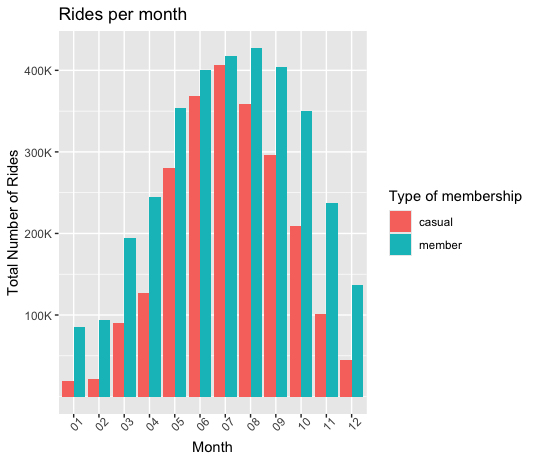 Rides per month
Total Number of Rides
400K
300K
200K
100K
01 02 03 04 05 06 07 08 09 10 11 12
Month
Type of membership
casual
member